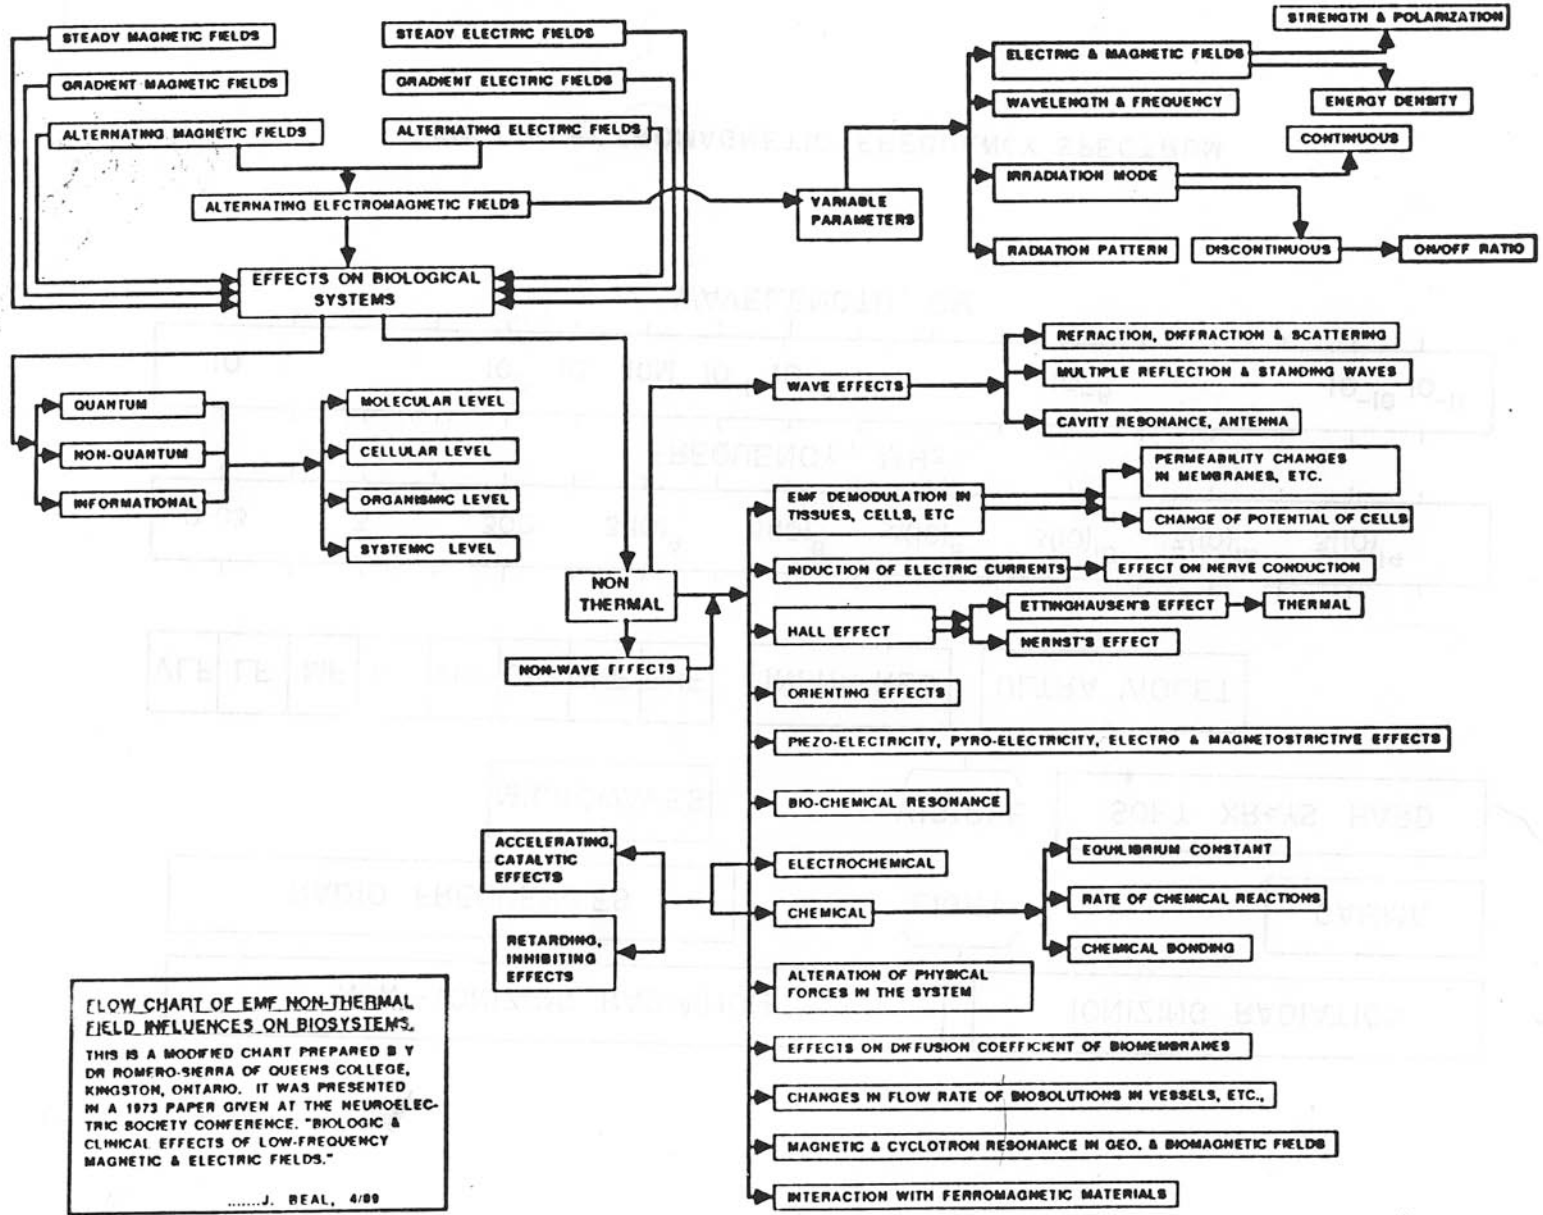 STEADY MAGNETIC FIELDS
GRADIENT MAGNETIC FIELDS
ALTERNATING MAGNETIC FIELDS
STEADY ELECTRIC FIELDS
GRADIENT ELECTRIC FIELDS
ALTERNATING ELECTRIC FIELDS
ALTERNATING ELECTROMAGNETIC FIELDS
EFFECTS ON BIOLOGICAL
SYSTEMS
VARIABLE
PARAMETERS
ELECTRIC & MAGNETIC FIELDS
STRENGTH & POLARIZATION
ENERGY DENSITY
WAVELENGTH & FREQUENCY
IRRADIATION MODE
CONTINUOUS
DISCONTINUOUS
ON/OFF RATIO
RADIATION PATTERN
QUANTUM
NON-QUANTUM
INFORMATIONAL
MOLECULAR LEVEL
CELLULAR LEVEL
ORGANISMIC LEVEL
SYSTEMIC LEVEL
NON
THERMAL
NON-WAVE EFFECTS
WAVE EFFECTS
REFRACTION, DIFFRACTION & SCATTERING
MULTIPLE REFLECTION & STANDING WAVES
CAVITY RESONANCE, ANTENNA
EMF DEMODULATION IN
TISSUES, CELLS, ETC
PERMEABILITY CHANGES
IN MEMBRANES, ETC.
CHANGE OF POTENTIAL OF CELLS
INDUCTION OF ELECTRIC CURRENTS
EFFECT ON NERVE CONDUCTION
HALL EFFECT
ETTINGHAUSEN'S EFFECT
THERMAL
NERNST'S EFFECT
ORIENTING EFFECTS
PIEZO-ELECTRICITY, PYRO-ELECTRICITY, ELECTRO & MAGNETOSTRICTIVE EFFECTS
BIO-CHEMICAL RESONANCE
ELECTROCHEMICAL
CHEMICAL
ACCELERATING,
CATALYTIC
EFFECTS
RETARDING,
INHIBITING
EFFECTS
EQUILIBRIUM CONSTANT
RATE OF CHEMICAL REACTIONS
CHEMICAL BONDING
ALTERATION OF PHYSICAL
FORCES IN THE SYSTEM
EFFECTS ON DIFFUSION COEFFICIENT OF BIOMEMBRANES
CHANGES IN FLOW RATE OF BIOSOLUTIONS IN VESSELS, ETC.,
MAGNETIC & CYCLOTRON RESONANCE IN GEO. & BIOMAGNETIC FIELDS
INTERACTION WITH FERROMAGNETIC MATERIALS
FLOW CHART OF EMF NON-THERMAL
FIELD INFLUENCES ON BIOSYSTEMS.
THIS IS A MODIFIED CHART PREPARED B Y
DR ROMERO-SIERRA OF QUEENS COLLEGE,
KINGSTON, ONTARIO. IT WAS PRESENTED
IN A 1973 PAPER GIVEN AT THE NEUROELEC-
TRIC SOCIETY CONFERENCE. "BIOLOGIC &
CLINICAL EFFECTS OF LOW-FREQUENCY
MAGNETIC & ELECTRIC FIELDS."
.......J. BEAL, 4/89